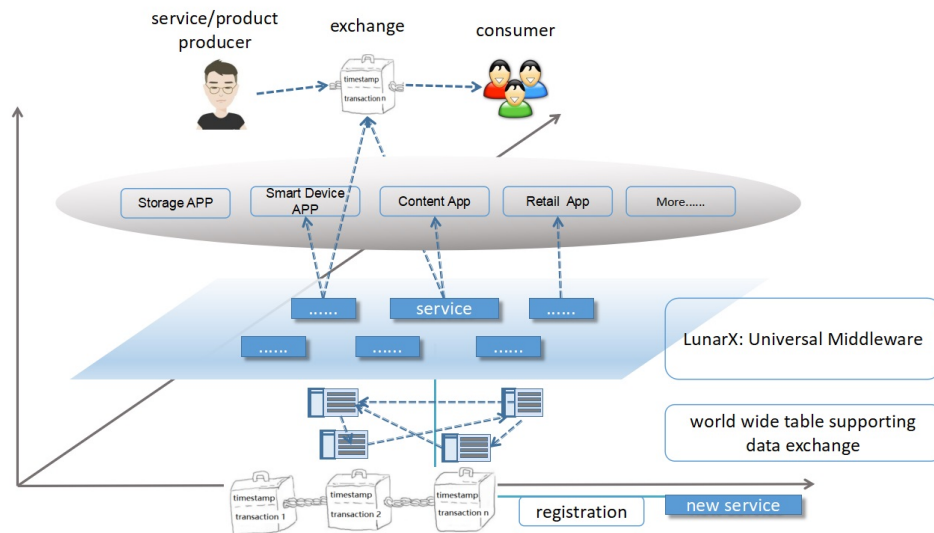 service/product
producer
exchange
consumer
timestamp
transaction n
Storage APP
Smart Device
APP
Content App
Retail App
More......
......
service
......
......
......
......
LunarX: Universal Middleware
world wide table supporting
data exchange
timestamp
transaction 1
timestamp
transaction 2
timestamp
transaction n
registration
new service